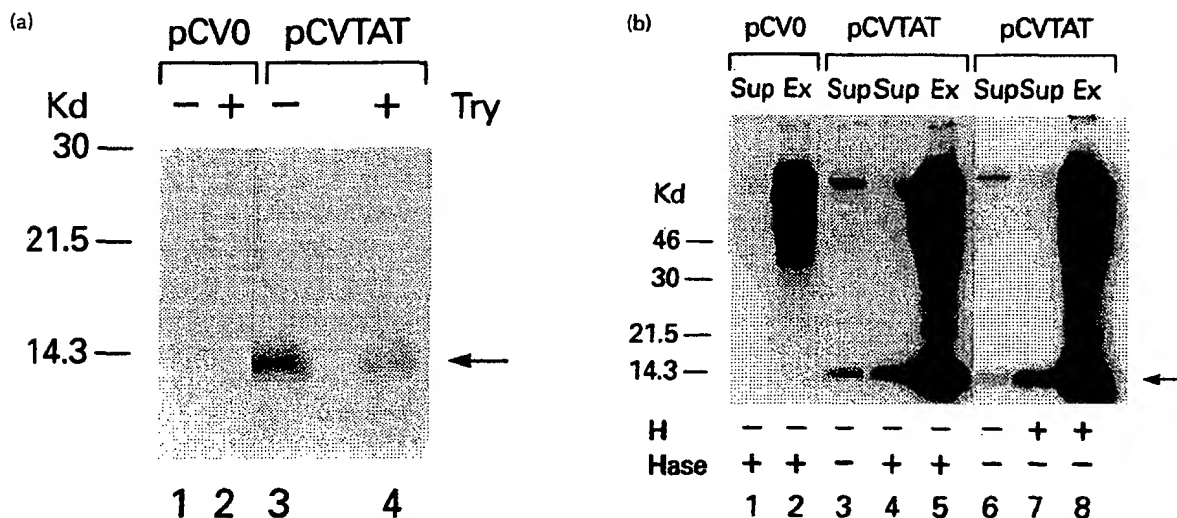 (a)
pCV0 pCVTAT
Kd − + − + Try
30 —
21.5 —
14.3 —
1 2 3 4
(b)
pCV0 pCVTAT pCVTAT
Sup Ex Sup Sup Ex Sup Sup Ex
Kd
46 —
30 —
21.5 —
14.3 —
H − − − − − − + +
Hase + + − + + − − −
1 2 3 4 5 6 7 8